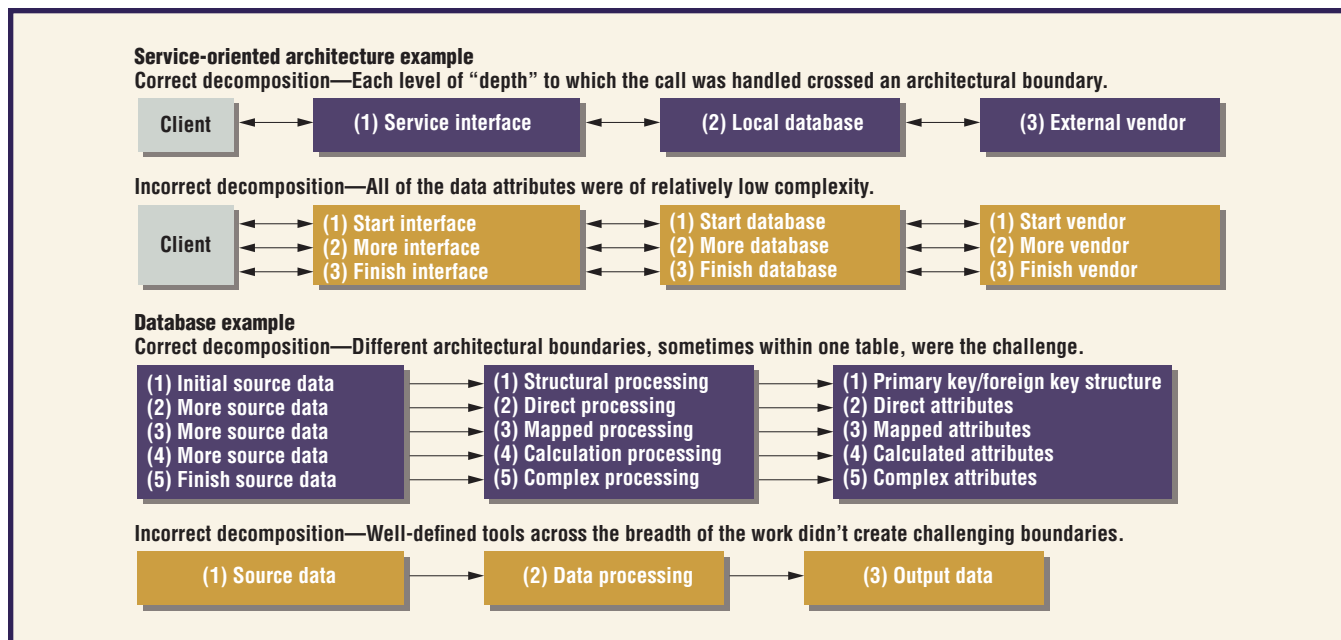 Service-oriented architecture example
Correct decomposition—Each level of “depth” to which the call was handled crossed an architectural boundary.
Client
(1) Service interface
(2) Local database
(3) External vendor
Incorrect decomposition—All of the data attributes were of relatively low complexity.
Client
(1) Start interface
(2) More interface
(3) Finish interface
(1) Start database
(2) More database
(3) Finish database
(1) Start vendor
(2) More vendor
(3) Finish vendor
Database example
Correct decomposition—Different architectural boundaries, sometimes within one table, were the challenge.
(1) Initial source data
(2) More source data
(3) More source data
(4) More source data
(5) Finish source data
(1) Structural processing
(2) Direct processing
(3) Mapped processing
(4) Calculation processing
(5) Complex processing
(1) Primary key/foreign key structure
(2) Direct attributes
(3) Mapped attributes
(4) Calculated attributes
(5) Complex attributes
Incorrect decomposition—Well-defined tools across the breadth of the work didn’t create challenging boundaries.
(1) Source data
(2) Data processing
(3) Output data